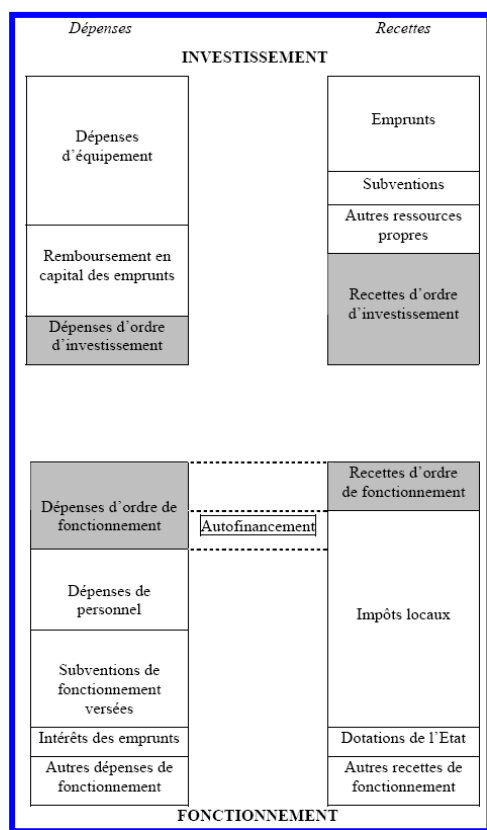 Dépenses
Recettes
INVESTISSEMENT
Dépenses
d'équipement
Remboursement en
capital des emprunts
Dépenses d'ordre
d'investissement
Emprunts
Subventions
Autres ressources
propres
Recettes d'ordre
d'investissement
Dépenses d'ordre de
fonctionnement
Dépenses de
personnel
Subventions de
fonctionnement
versées
Intérêts des emprunts
Autres dépenses de
fonctionnement
Autofinancement
Recettes d'ordre
de fonctionnement
Impôts locaux
Dotations de l'Etat
Autres recettes de
fonctionnement
FONCTIONNEMENT